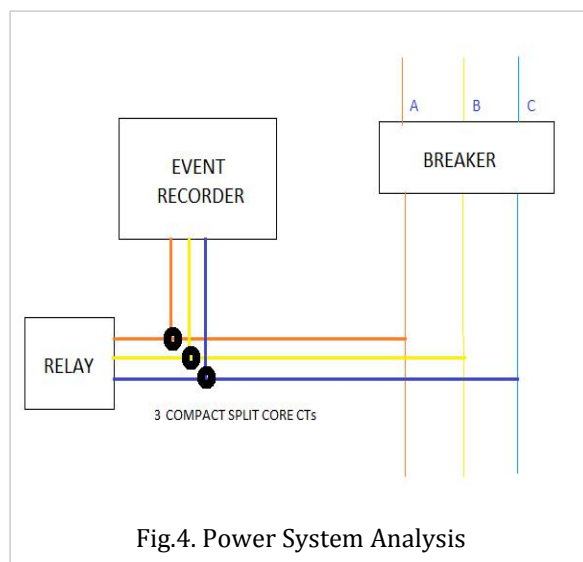 A B C
BREAKER
EVENT
RECORDER
RELAY
3 COMPACT SPLIT CORE CTs
Fig.4. Power System Analysis